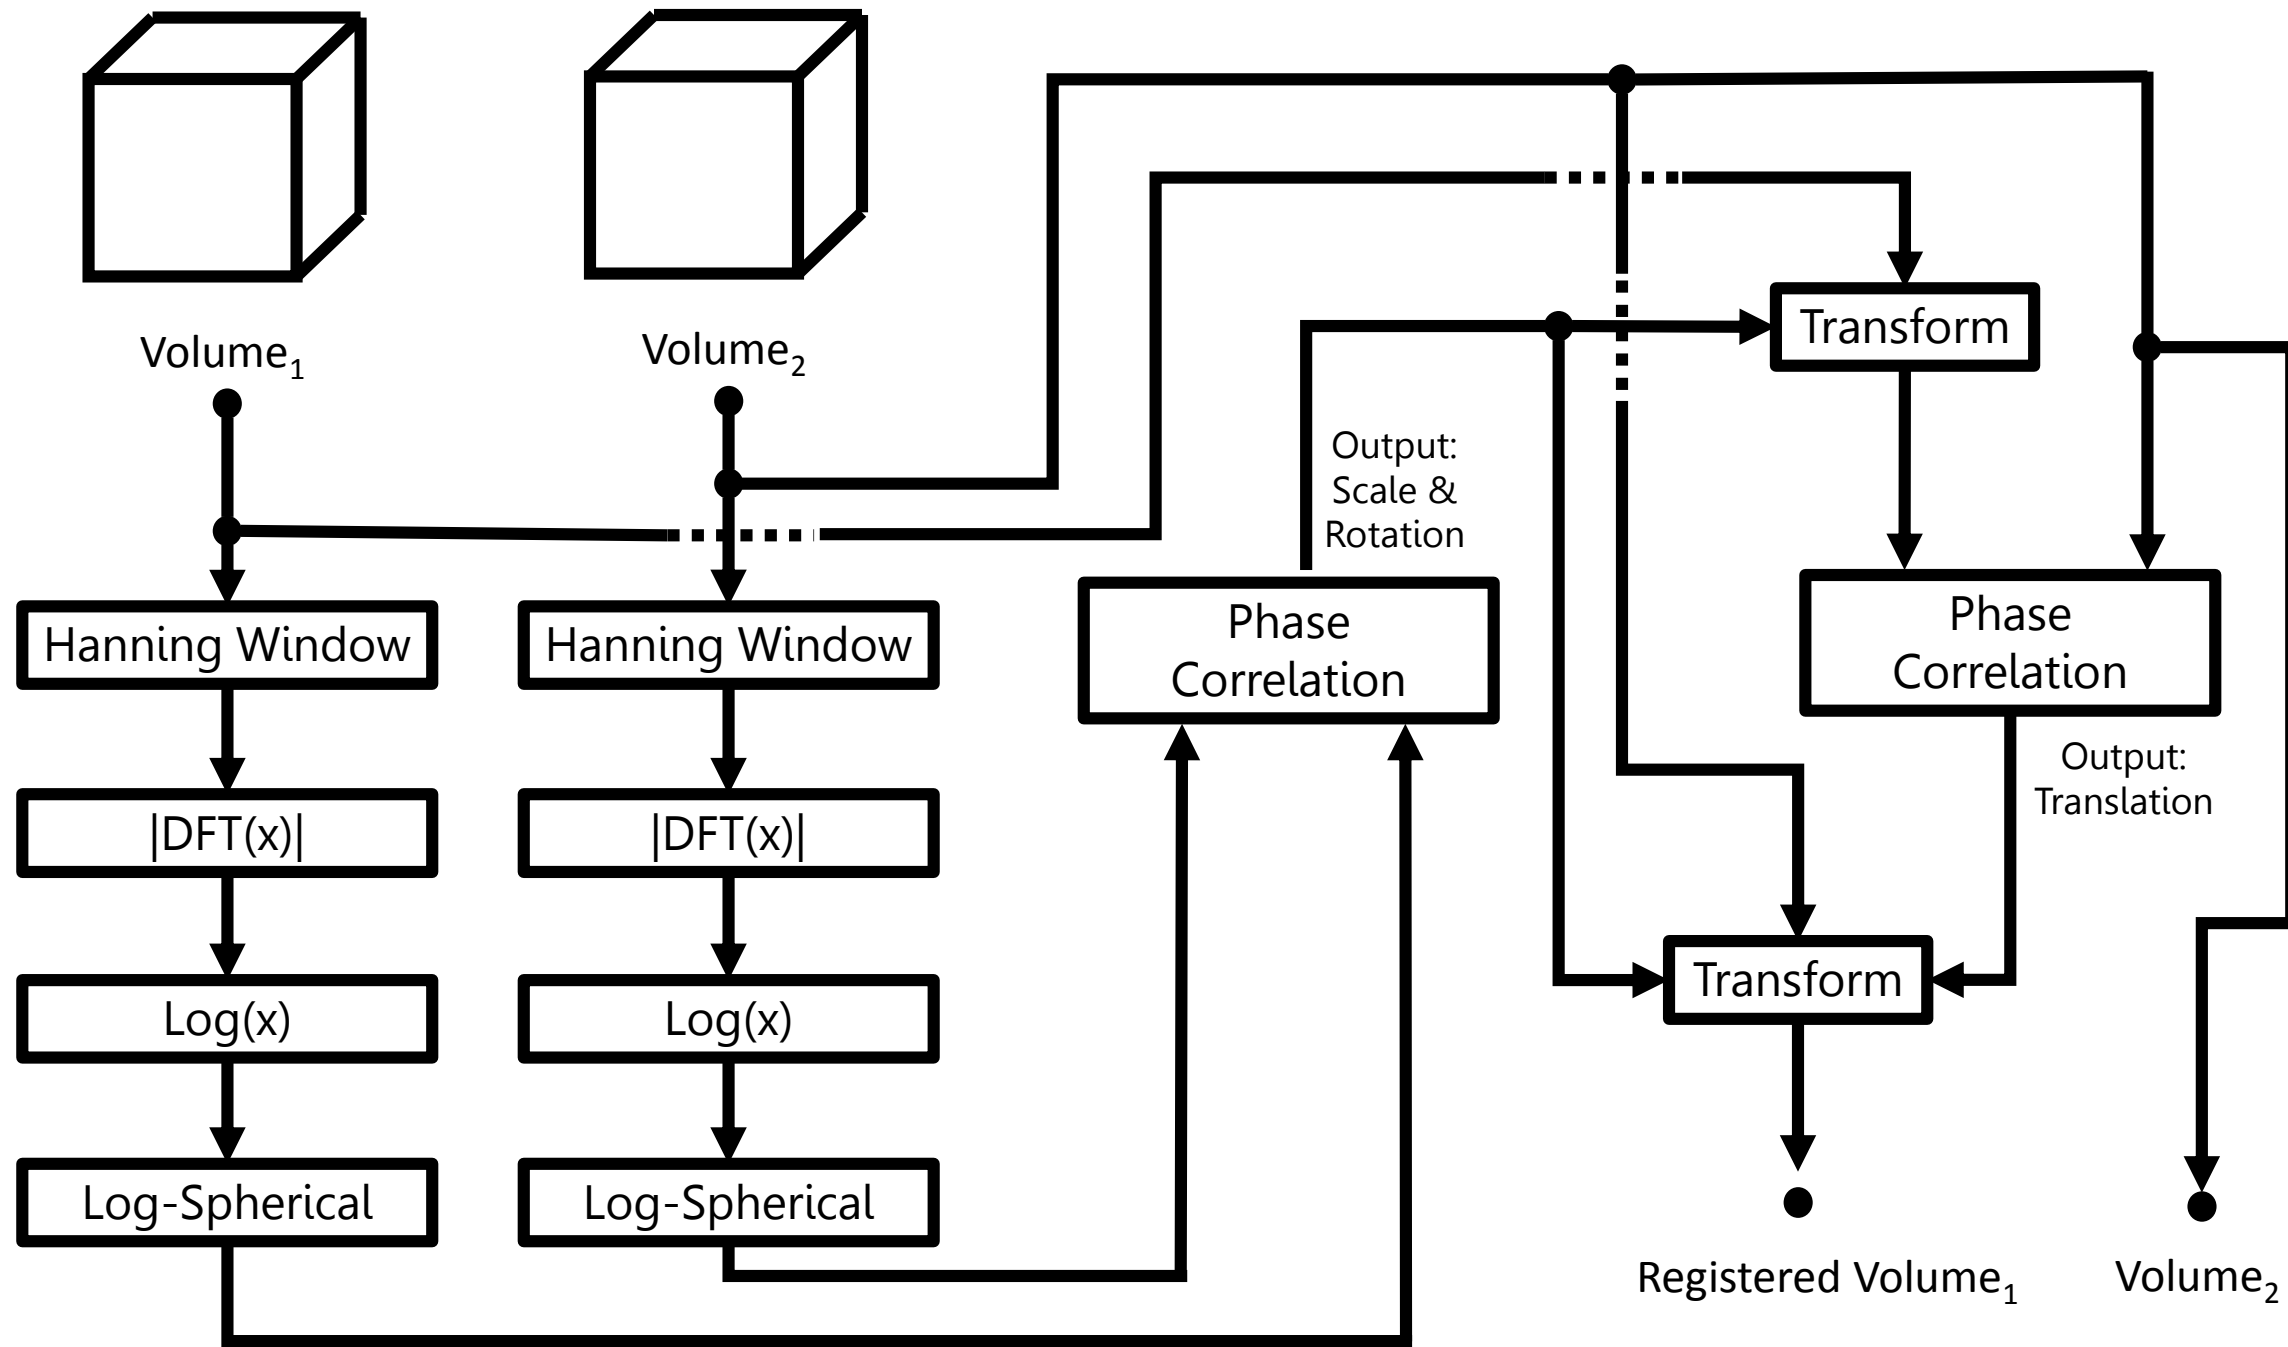 Volume₁
Volume₂
Hanning Window
Hanning Window
|DFT(x)|
|DFT(x)|
Log(x)
Log(x)
Log-Spherical
Log-Spherical
Phase
Correlation
Output:
Scale &
Rotation
Transform
Phase
Correlation
Output:
Translation
Transform
Registered Volume₁
Volume₂